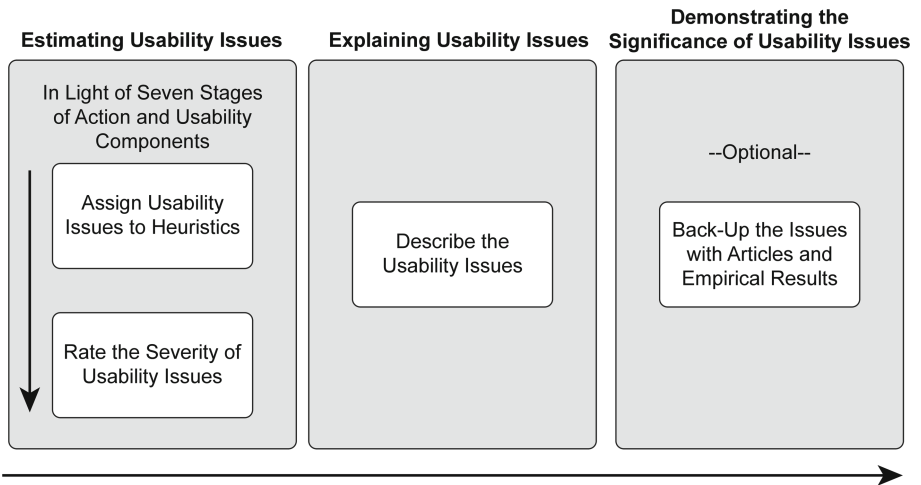 Estimating Usability Issues
In Light of Seven Stages
of Action and Usability
Components
Assign Usability
Issues to Heuristics
Rate the Severity of
Usability Issues
Explaining Usability Issues
Describe the
Usability Issues
Demonstrating the
Significance of Usability Issues
--Optional--
Back-Up the Issues
with Articles and
Empirical Results